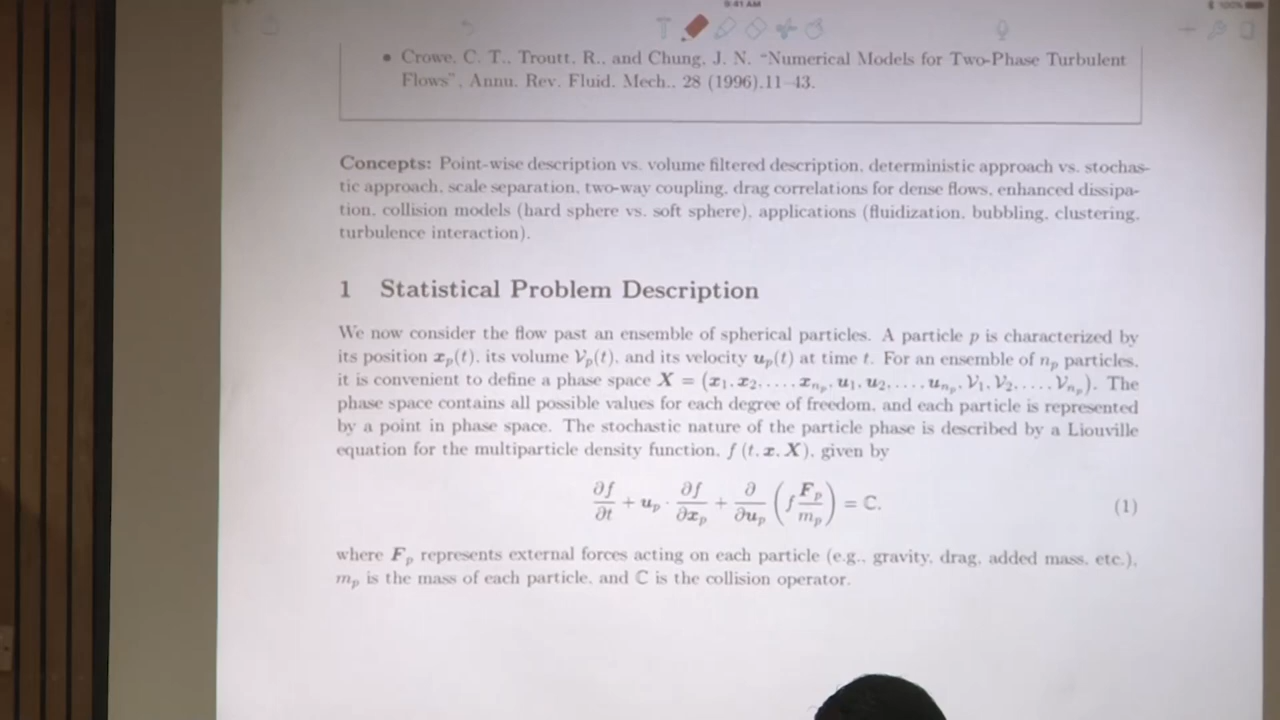 9:41 AM
100%
• Crowe, C. T., Troutt, R., and Chung, J. N. “Numerical Models for Two-Phase Turbulent
Flows”, Annu. Rev. Fluid. Mech., 28 (1996).11–43.
Concepts: Point-wise description vs. volume filtered description, deterministic approach vs. stochas-
tic approach, scale separation, two-way coupling, drag correlations for dense flows, enhanced dissipa-
tion, collision models (hard sphere vs. soft sphere), applications (fluidization, bubbling, clustering,
turbulence interaction).
1 Statistical Problem Description
We now consider the flow past an ensemble of spherical particles. A particle p is characterized by
its position x_p(t), its volume V_p(t), and its velocity u_p(t) at time t. For an ensemble of n_p particles,
it is convenient to define a phase space X = (x_1, x_2, . . . , x_{n_p}, u_1, u_2, . . . , u_{n_p}, V_1, V_2, . . . , V_{n_p}). The
phase space contains all possible values for each degree of freedom, and each particle is represented
by a point in phase space. The stochastic nature of the particle phase is described by a Liouville
equation for the multiparticle density function, f (t, x, X), given by
∂f/∂t + u_p · ∂f/∂x_p + ∂/∂u_p (f F_p/m_p) = ℂ, (1)
where F_p represents external forces acting on each particle (e.g., gravity, drag, added mass, etc.),
m_p is the mass of each particle, and ℂ is the collision operator.